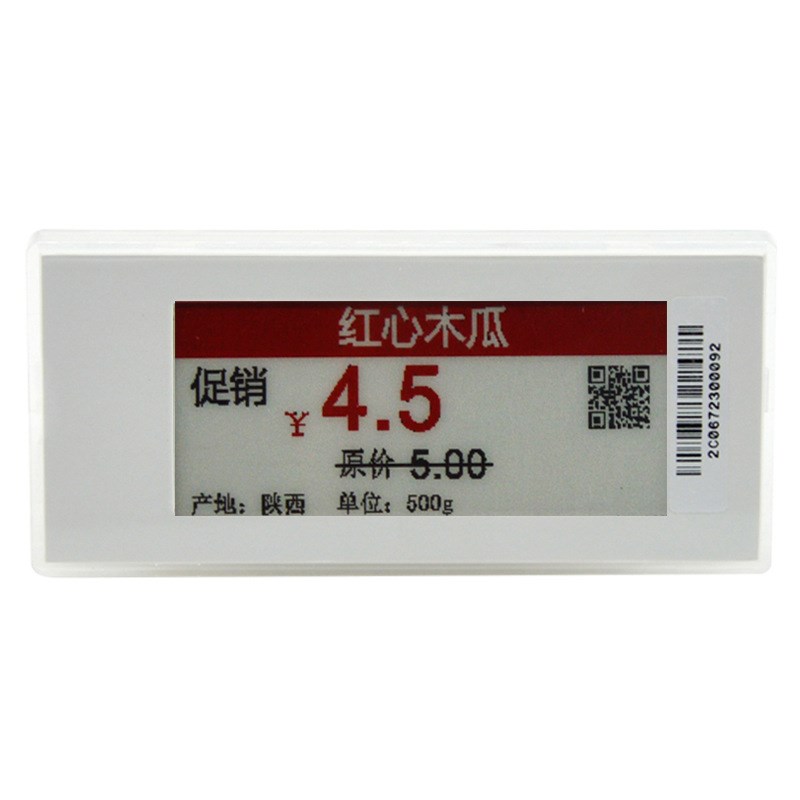 红心木瓜
促销 ¥ 4.5
原价 5.00
产地：陕西 单位：500g
2C0672300092